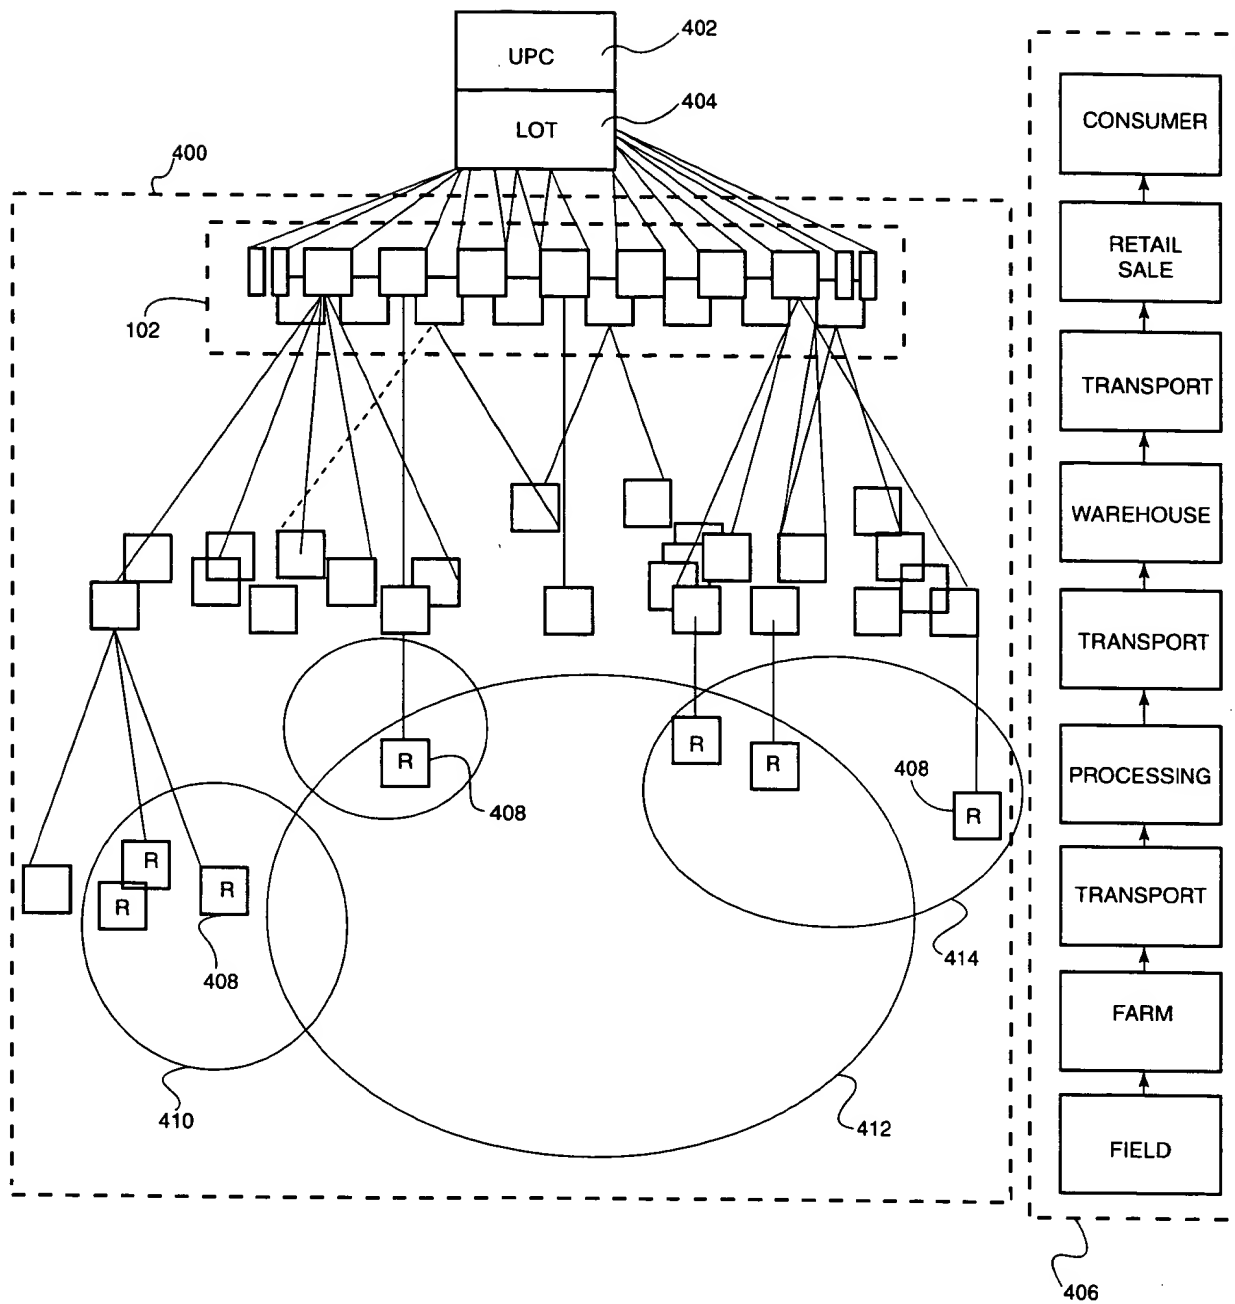 402
UPC
404
LOT
400
102
408
R
R
R
R
408
R
R
R
R
408
410
412
414
CONSUMER
RETAIL
SALE
TRANSPORT
WAREHOUSE
TRANSPORT
PROCESSING
TRANSPORT
FARM
FIELD
406